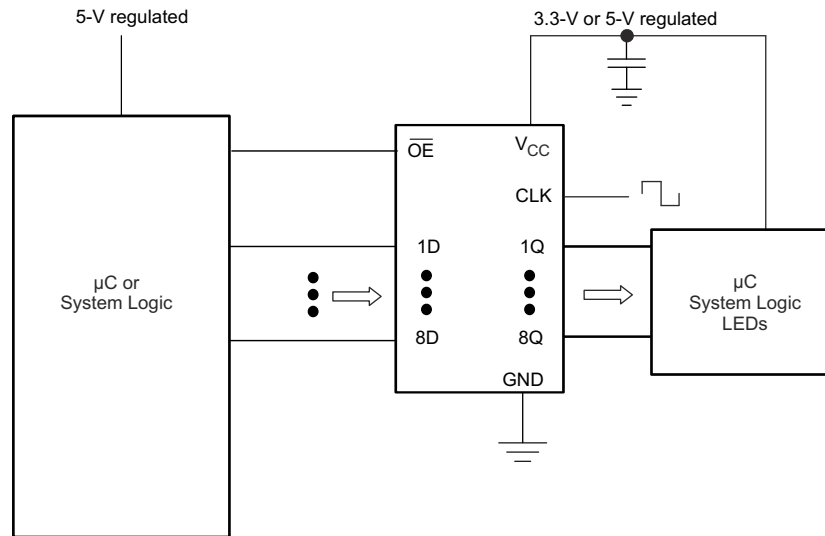 5-V regulated
3.3-V or 5-V regulated
OE
VCC
CLK
1D
1Q
µC or
System Logic
µC
System Logic
LEDs
8D
8Q
GND